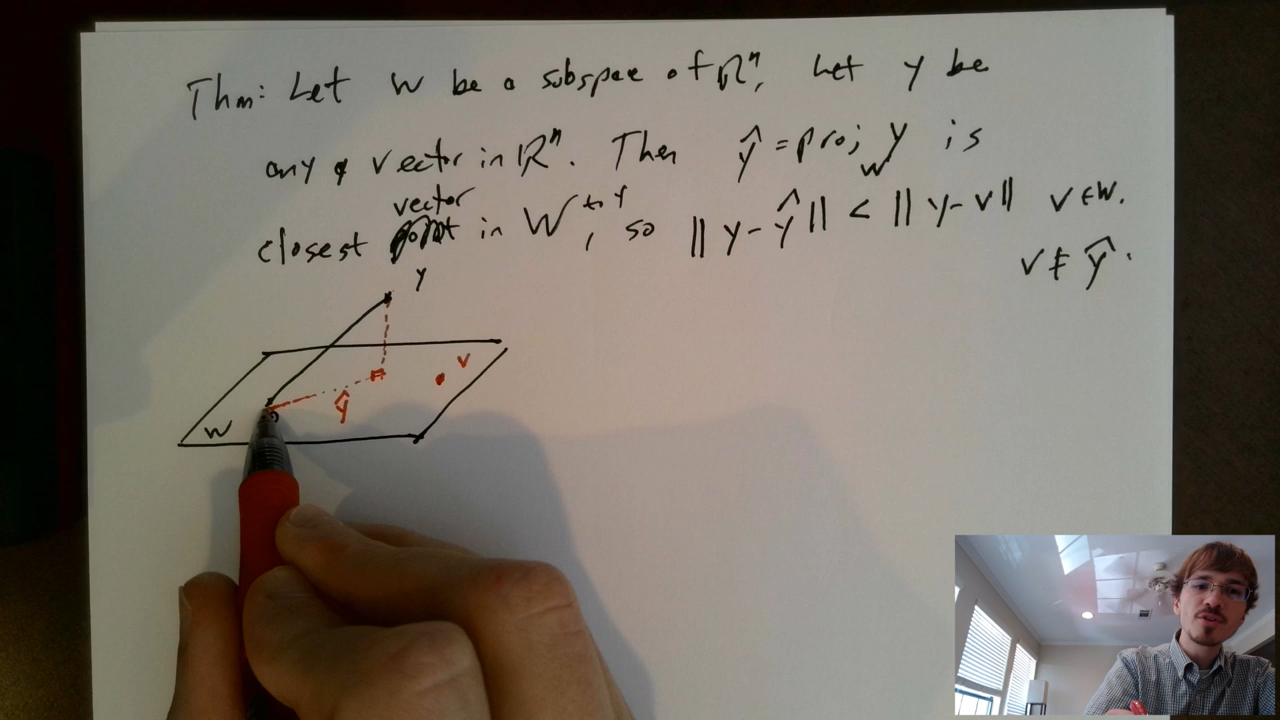 Thm: Let W be a subspace of ℝⁿ, Let y be
any vector in ℝⁿ. Then ŷ = proj_W y is
closest vector in W to y, so ||y-ŷ|| < ||y-v|| v∈W.
v≠ŷ.
y
v
ŷ
W